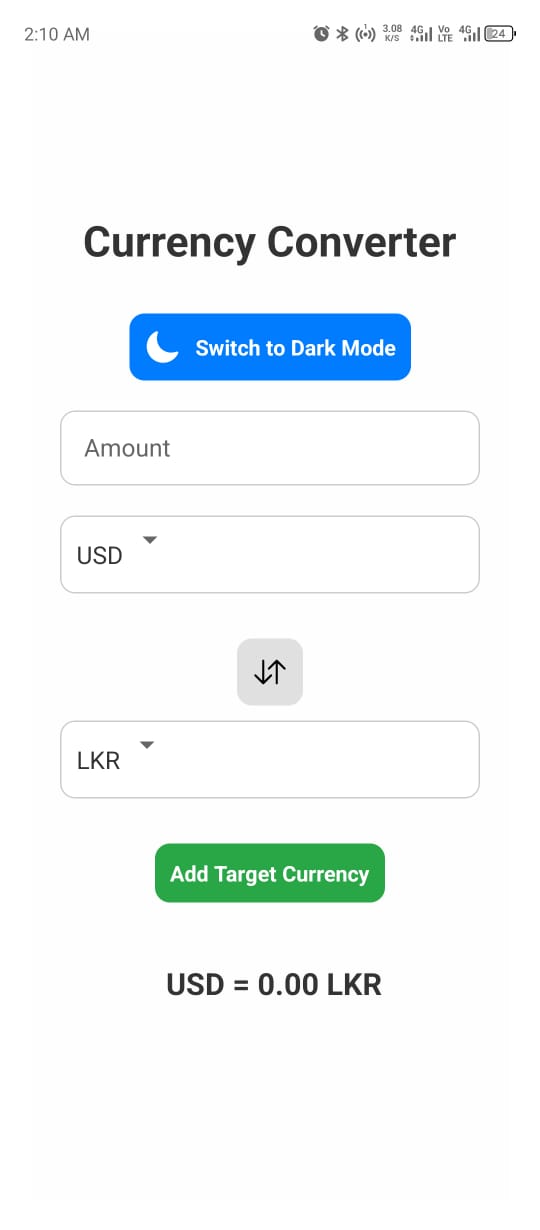 2:10 AM 3.08 K/S 4G Vo LTE 4G 24
Currency Converter
Switch to Dark Mode
Amount
USD
LKR
Add Target Currency
USD = 0.00 LKR